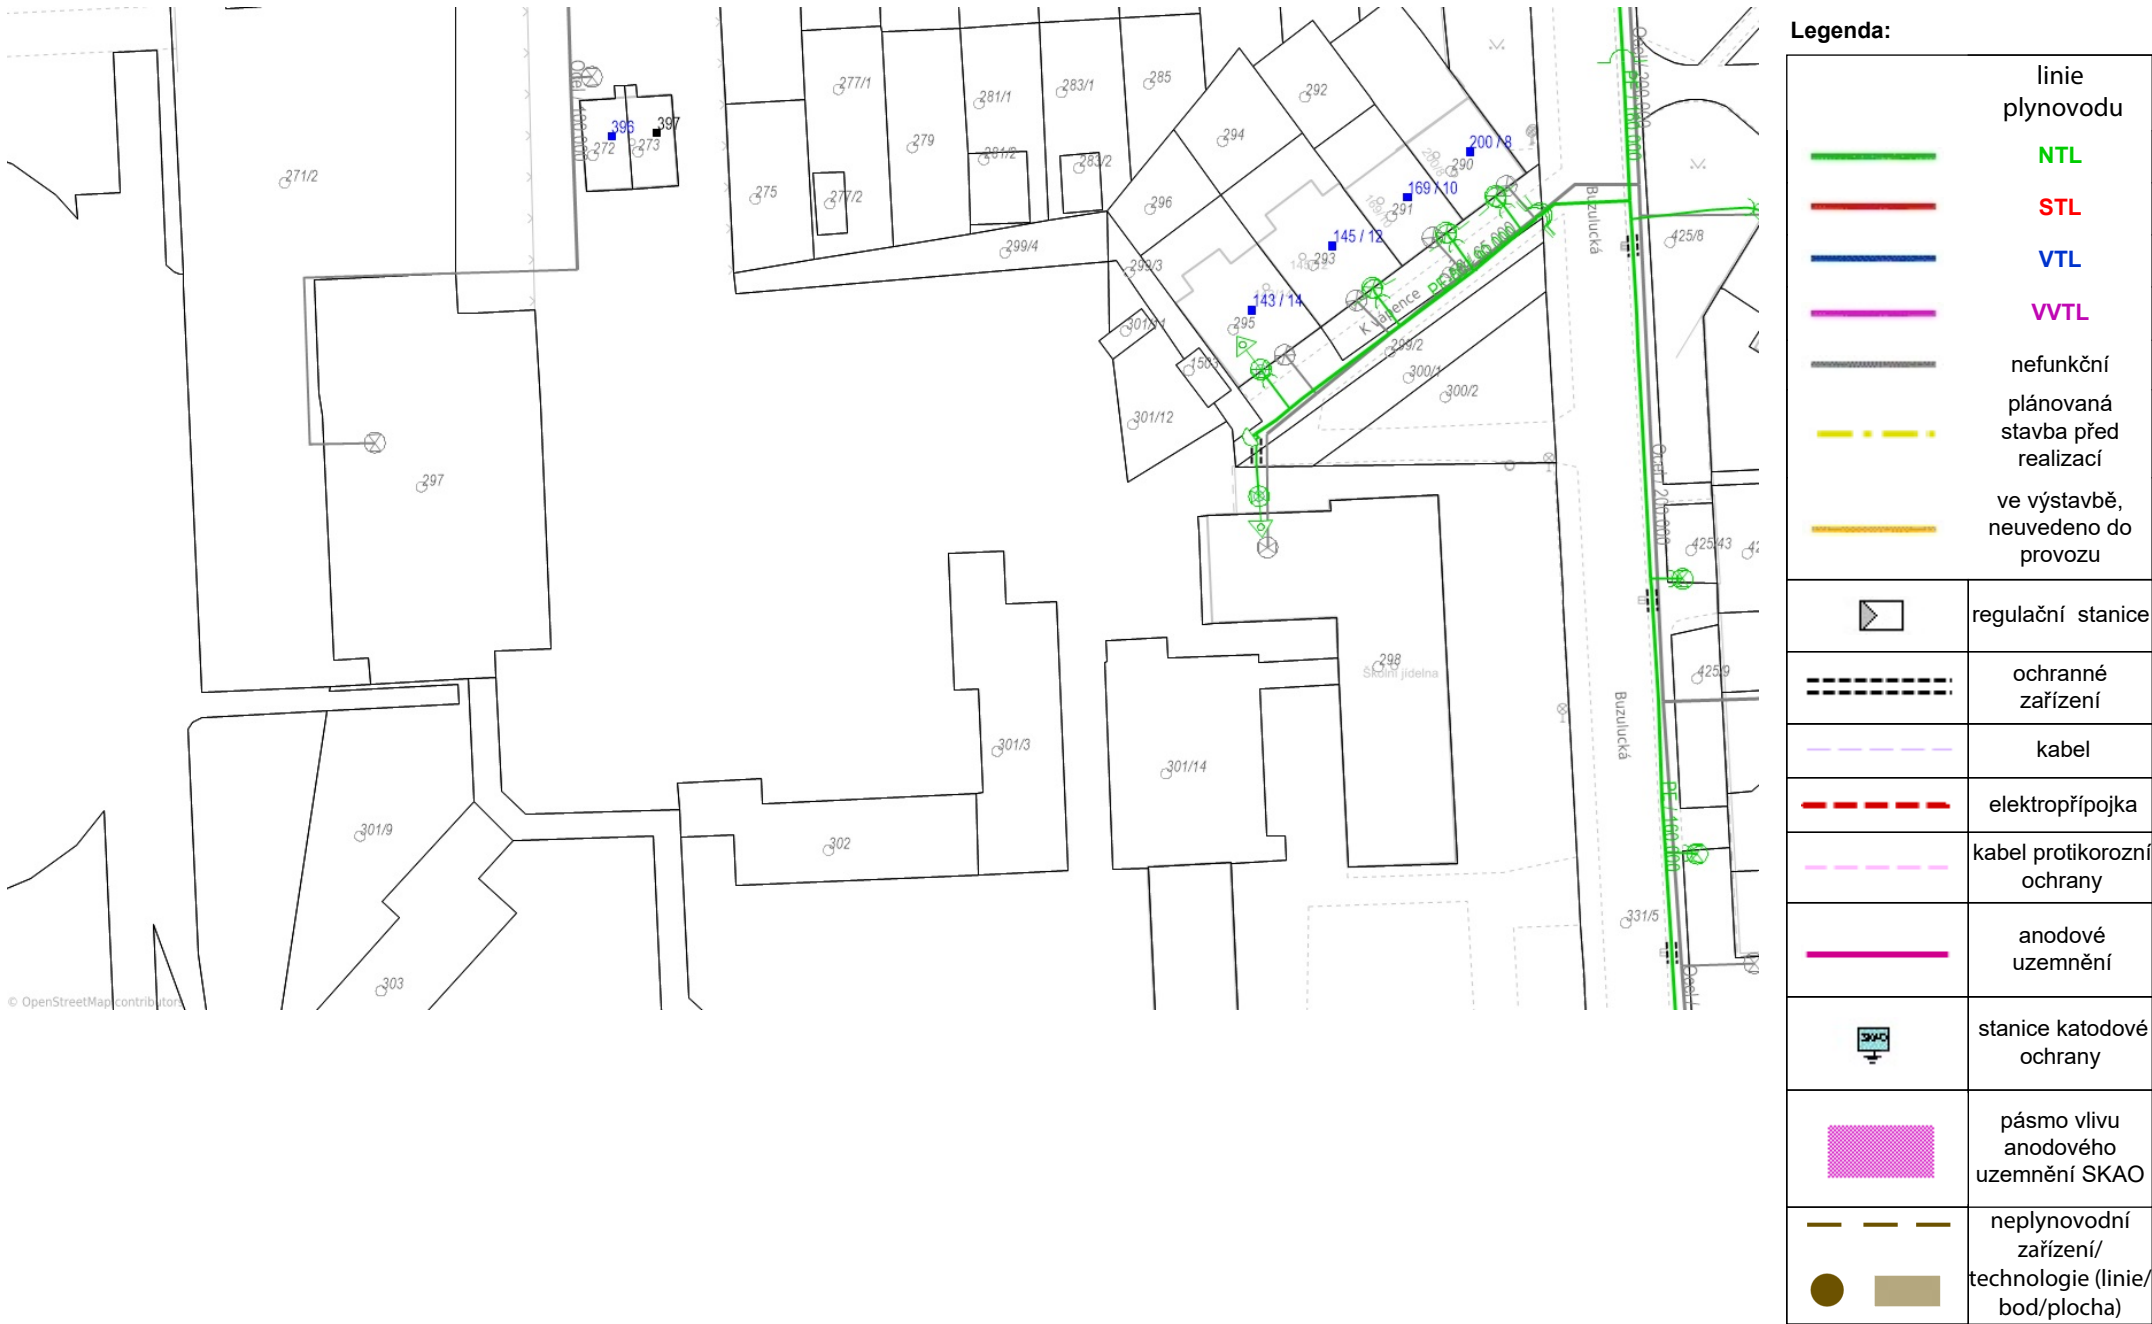 277/1
281/1
283/1
285
292
294
279
281/2
283/2
275
277/2
296
271/2
396
397
272
273
200 / 8
290
169 / 10
291
145 / 12
293
143 / 14
295
299/4
299/3
301/11
1503
301/12
299/2
300/1
300/2
K Vápence
Buzulucká
425/8
297
425/43
425/9
298
Školní jídelna
Buzulucká
301/3
301/14
301/9
302
303
331/5
© OpenStreetMap contributors
Legenda:
linie
plynovodu
NTL
STL
VTL
VVTL
nefunkční
plánovaná
stavba před
realizací
ve výstavbě,
neuvedeno do
provozu
regulační stanice
ochranné
zařízení
kabel
elektropřípojka
kabel protikorozní
ochrany
anodové
uzemnění
SKAO
stanice katodové
ochrany
pásmo vlivu
anodového
uzemnění SKAO
neplynovodní
zařízení/
technologie (linie/
bod/plocha)